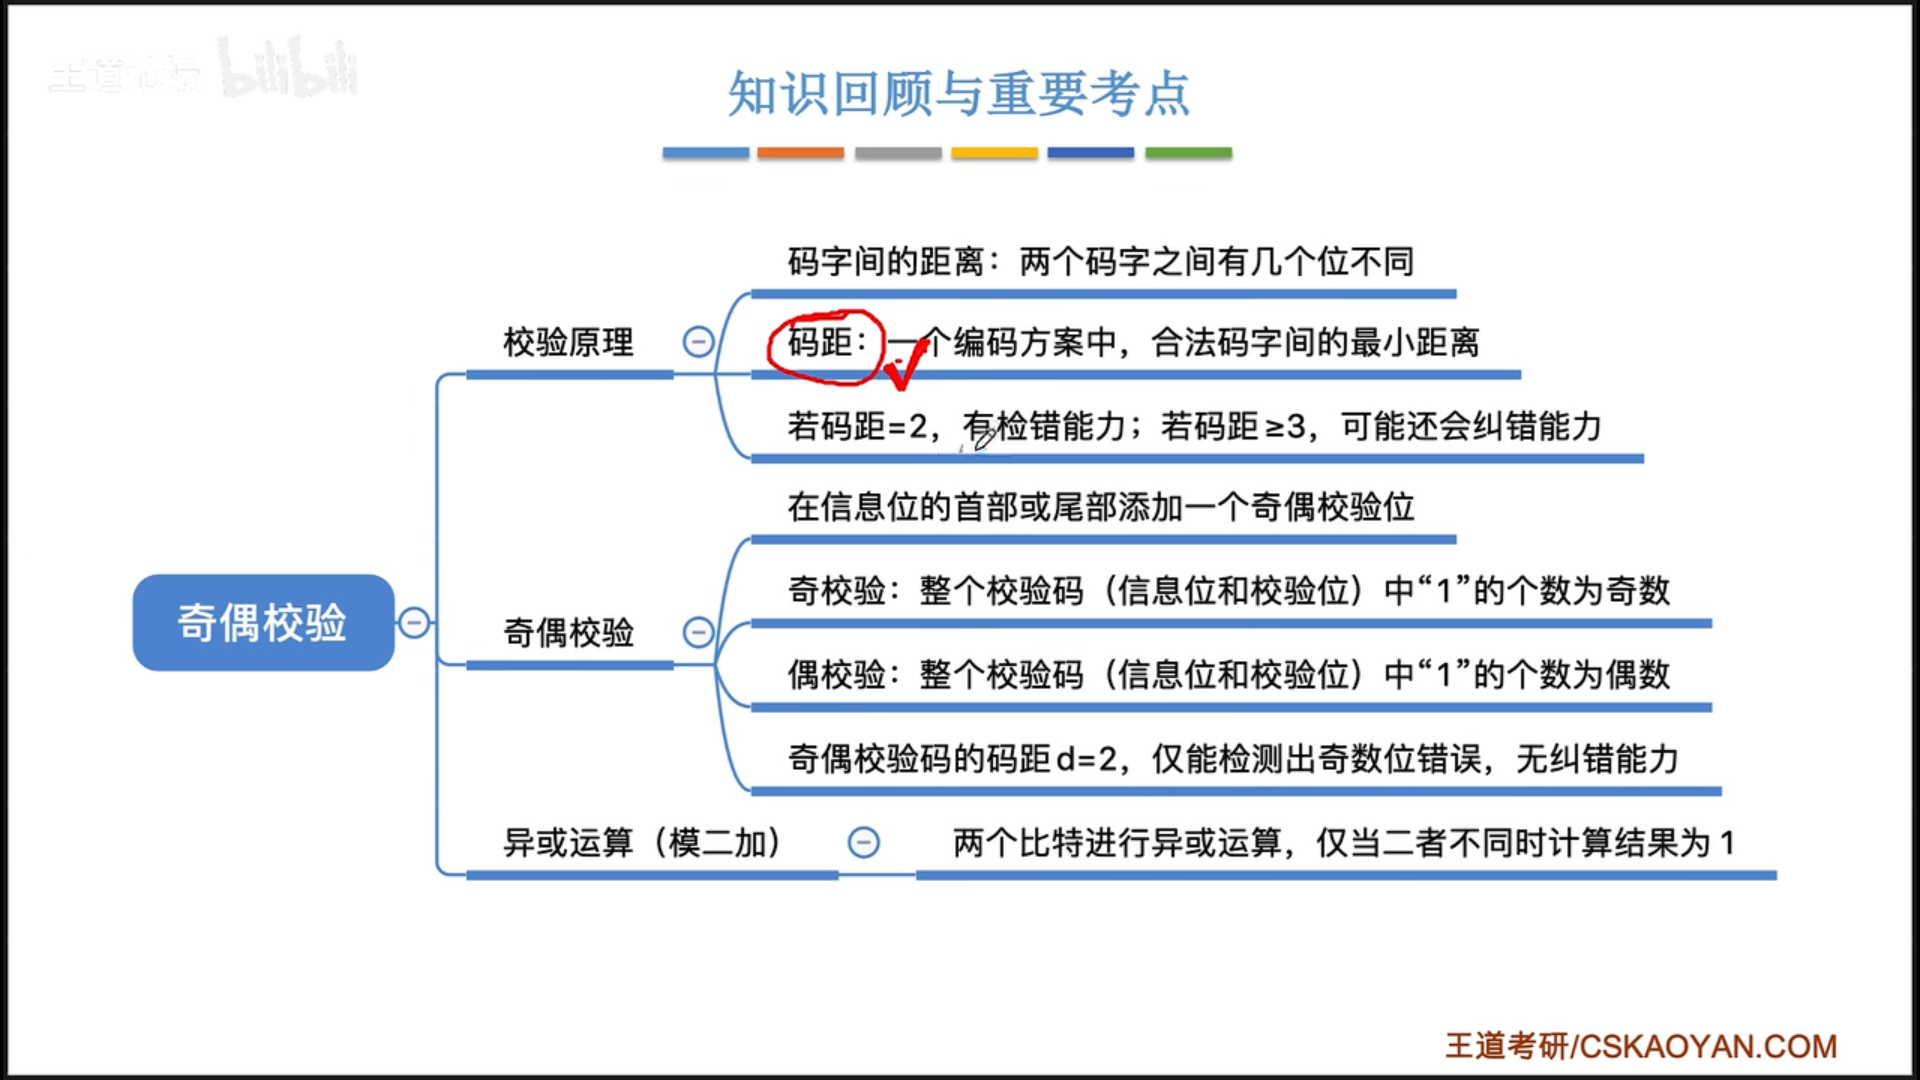 王道论坛 bilibili
知识回顾与重要考点
码字间的距离：两个码字之间有几个位不同
校验原理
码距：一个编码方案中，合法码字间的最小距离
若码距=2，有检错能力；若码距≥3，可能还会纠错能力
在信息位的首部或尾部添加一个奇偶校验位
奇校验：整个校验码（信息位和校验位）中“1”的个数为奇数
奇偶校验
奇偶校验
偶校验：整个校验码（信息位和校验位）中“1”的个数为偶数
奇偶校验码的码距d=2，仅能检测出奇数位错误，无纠错能力
异或运算（模二加）
两个比特进行异或运算，仅当二者不同时计算结果为1
王道考研/CSKAOYAN.COM